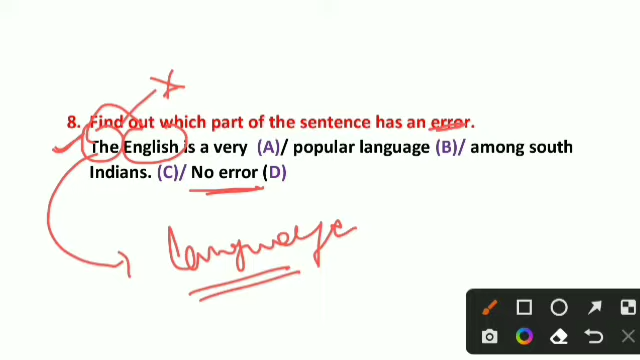 8. Find out which part of the sentence has an error.
The English is a very (A)/ popular language (B)/ among south
Indians. (C)/ No error (D)
Language